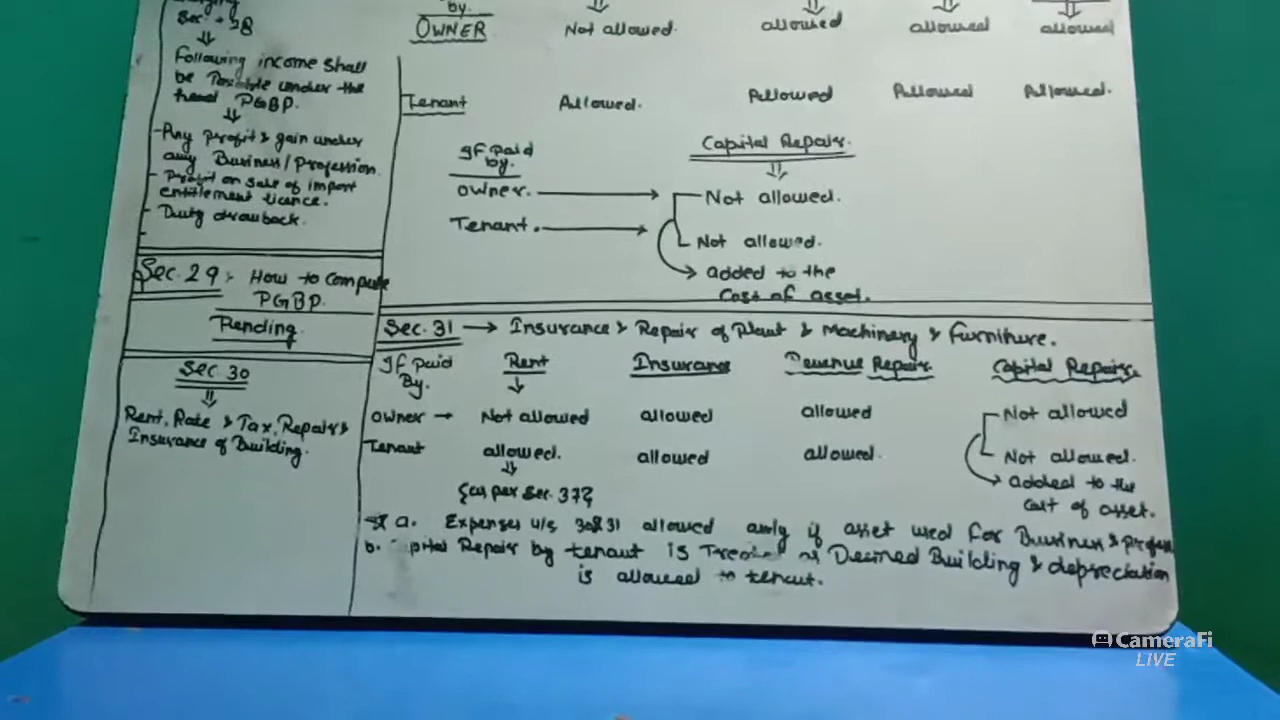 Sec - 28
Following income shall
be Taxable under the
head PGBP.
- Any profit & gain under
any Business/Profession.
- Profit on sale of import
entitlement licence.
- Duty drawback.
Sec. 29 : How to Compute
PGBP.
Pending
Sec 30
Rent, Rate & Tax, Repairs &
Insurance of Building.
by.
OWNER Not allowed. allowed allowed allowed
Tenant Allowed. Allowed Allowed Allowed.
If Paid by. Capital Repairs.
owner. Not allowed.
Tenant. Not allowed.
added to the
Cost of asset.
Sec. 31 → Insurance & Repair of Plant & Machinery & Furniture.
If Paid By. Rent Insurance Revenue Repairs Capital Repairs.
owner → Not allowed allowed allowed Not allowed
Tenant allowed. allowed allowed. Not allowed.
{as per Sec. 37} added to the
cost of asset.
a. Expenses u/s 30&31 allowed only if asset used for Business &
b. pital Repair by tenant is as Deemed Building & depreciation
is allowed to tenant.
CameraFi
LIVE